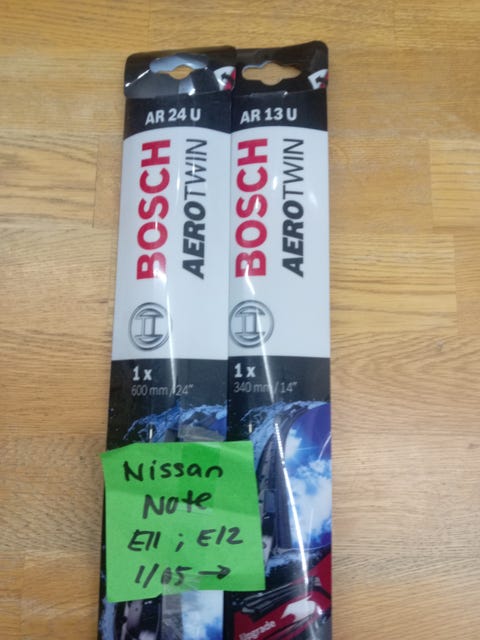 AR 24 U
BOSCH
AEROTWIN
1 x
600 mm/24"
AR 13 U
BOSCH
AEROTWIN
1 x
340 mm/14"
Nissan
Note
E11 ; E12
1/05 →
Upgrade